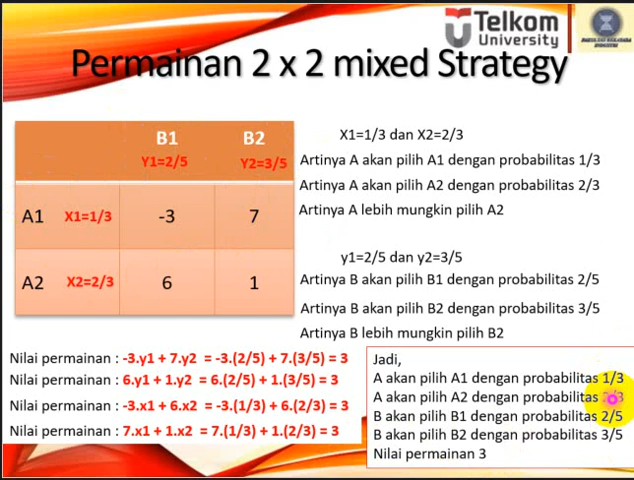 Telkom
University
Permainan 2 x 2 mixed Strategy
B1 B2
Y1=2/5 Y2=3/5
A1 X1=1/3 -3 7
A2 X2=2/3 6 1
X1=1/3 dan X2=2/3
Artinya A akan pilih A1 dengan probabilitas 1/3
Artinya A akan pilih A2 dengan probabilitas 2/3
Artinya A lebih mungkin pilih A2
y1=2/5 dan y2=3/5
Artinya B akan pilih B1 dengan probabilitas 2/5
Artinya B akan pilih B2 dengan probabilitas 3/5
Artinya B lebih mungkin pilih B2
Nilai permainan : -3.y1 + 7.y2 = -3.(2/5) + 7.(3/5) = 3
Nilai permainan : 6.y1 + 1.y2 = 6.(2/5) + 1.(3/5) = 3
Nilai permainan : -3.x1 + 6.x2 = -3.(1/3) + 6.(2/3) = 3
Nilai permainan : 7.x1 + 1.x2 = 7.(1/3) + 1.(2/3) = 3
Jadi,
A akan pilih A1 dengan probabilitas 1/3
A akan pilih A2 dengan probabilitas
B akan pilih B1 dengan probabilitas 2/5
B akan pilih B2 dengan probabilitas 3/5
Nilai permainan 3